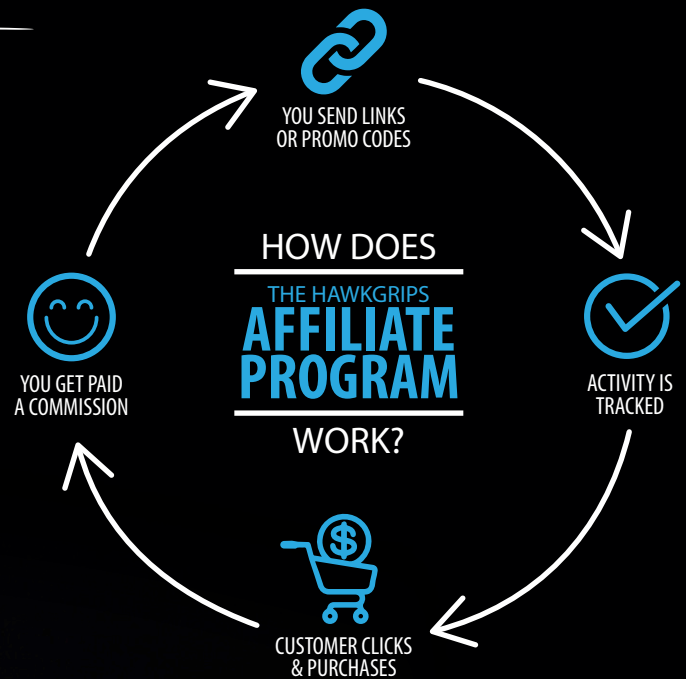 YOU SEND LINKS
OR PROMO CODES
HOW DOES
THE HAWKGRIPS
AFFILIATE
PROGRAM
WORK?
ACTIVITY IS
TRACKED
CUSTOMER CLICKS
& PURCHASES
YOU GET PAID
A COMMISSION